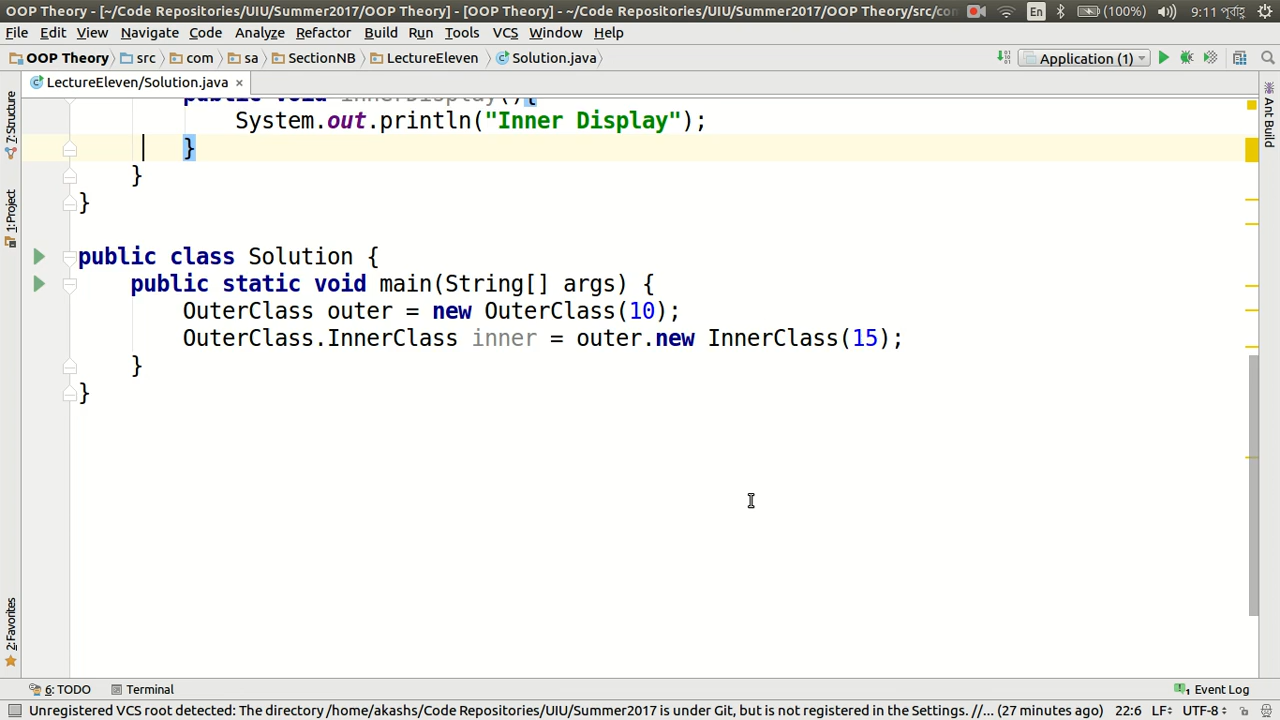 OOP Theory - [~/Code Repositories/UIU/Summer2017/OOP Theory] - [OOP Theory] - ~/Code Repositories/UIU/Summer2017/OOP Theory/src/co
En (100%) 9:11 পূর্বাহ্ণ
File Edit View Navigate Code Analyze Refactor Build Run Tools VCS Window Help
OOP Theory src com sa SectionNB LectureEleven Solution.java Application (1)
LectureEleven/Solution.java ×
public void innerDisplay(){
System.out.println("Inner Display");
}
}
}
public class Solution {
public static void main(String[] args) {
OuterClass outer = new OuterClass(10);
OuterClass.InnerClass inner = outer.new InnerClass(15);
}
}
7: Structure
1: Project
2: Favorites
Ant Build
6: TODO Terminal 1 Event Log
Unregistered VCS root detected: The directory /home/akashs/Code Repositories/UIU/Summer2017 is under Git, but is not registered in the Settings. //... (27 minutes ago) 22:6 LF÷ UTF-8÷